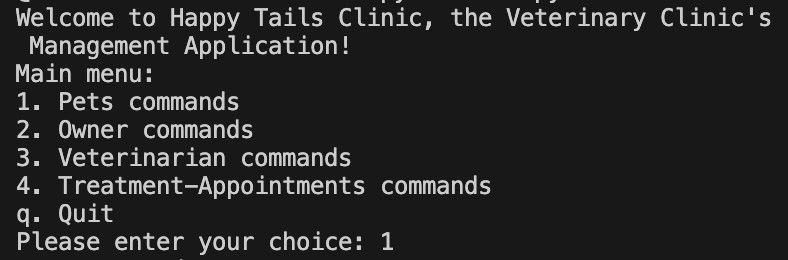 Welcome to Happy Tails Clinic, the Veterinary Clinic's
Management Application!
Main menu:
1. Pets commands
2. Owner commands
3. Veterinarian commands
4. Treatment-Appointments commands
q. Quit
Please enter your choice: 1